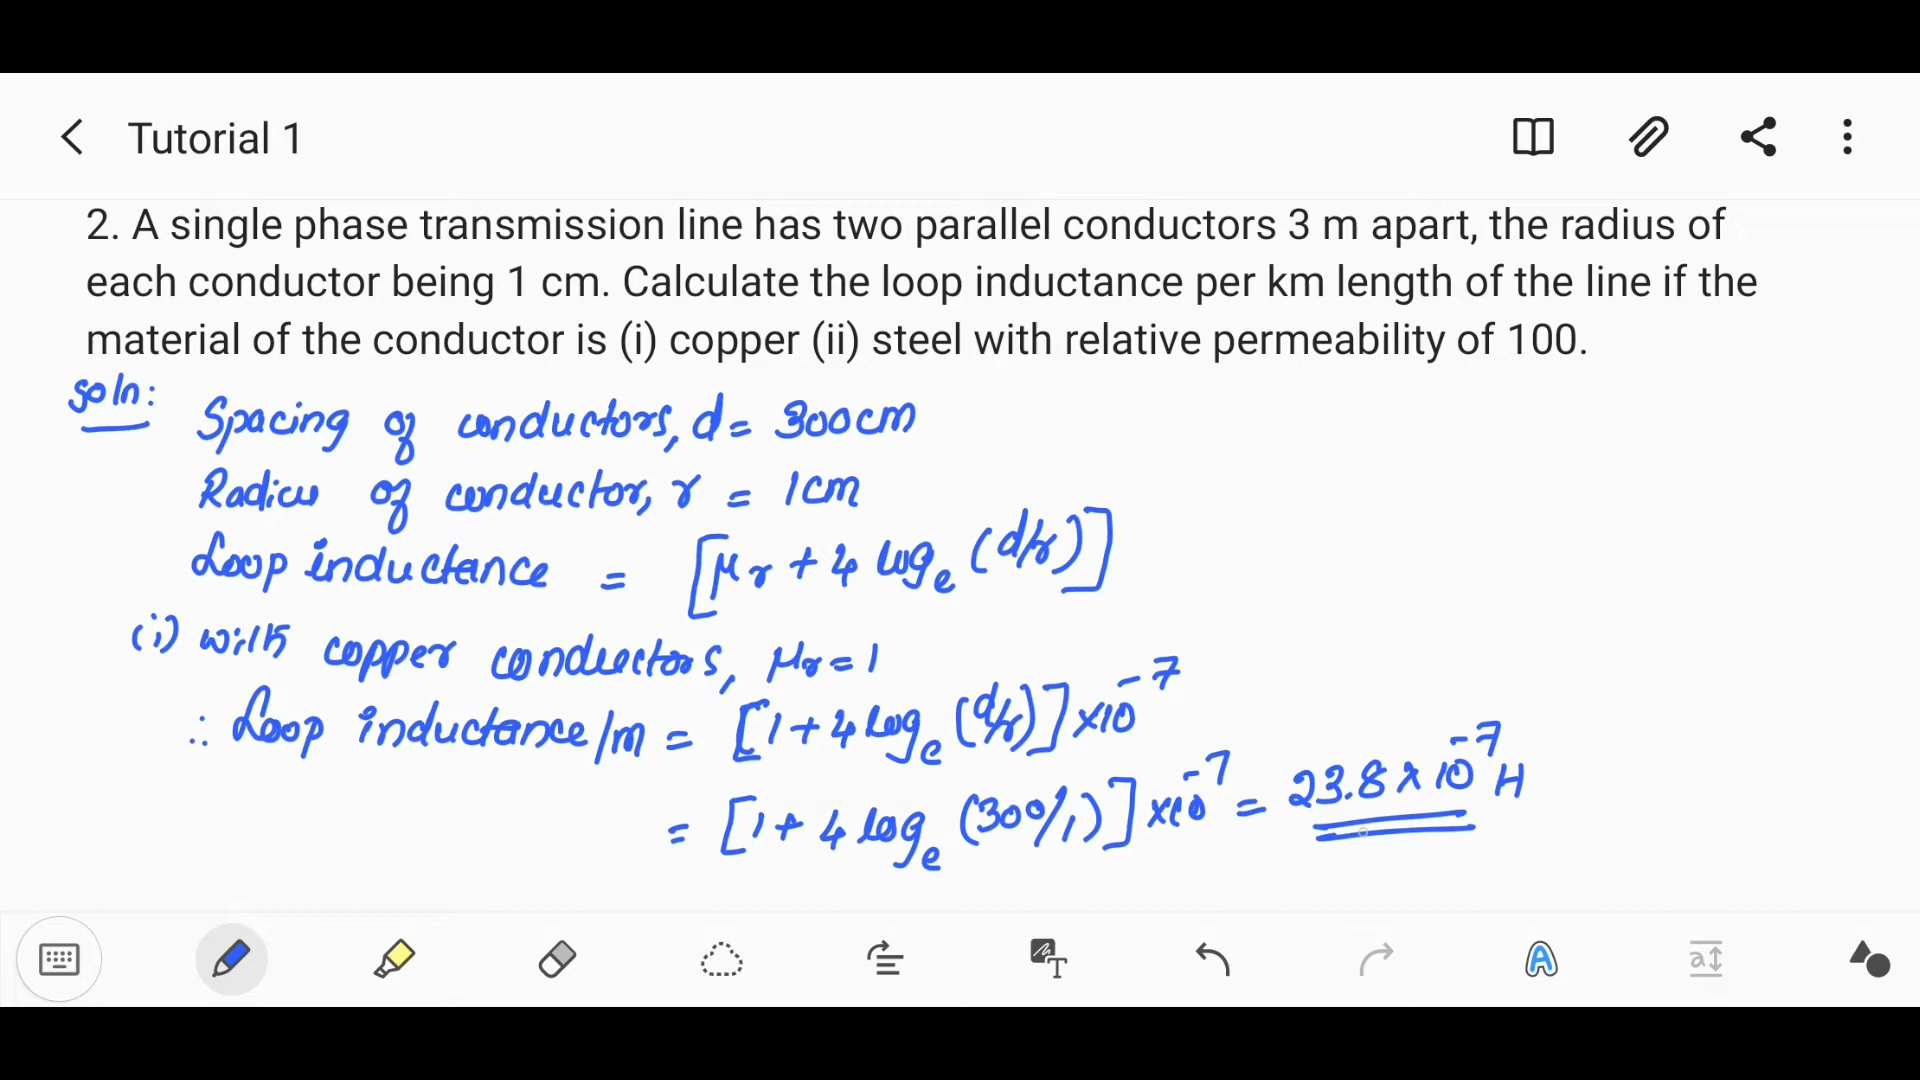 Tutorial 1
2. A single phase transmission line has two parallel conductors 3 m apart, the radius of
each conductor being 1 cm. Calculate the loop inductance per km length of the line if the
material of the conductor is (i) copper (ii) steel with relative permeability of 100.
soln:
Spacing of conductors, d = 300cm
Radius of conductor, r = 1cm
Loop inductance = [μr + 4 loge (d/r)]
(i) with copper conductors, μr = 1
∴ Loop inductance/m = [1 + 4 loge (d/r)] × 10⁻⁷
= [1 + 4 loge (300/1)] × 10⁻⁷ = 23.8 × 10⁻⁷ H
T
A
a